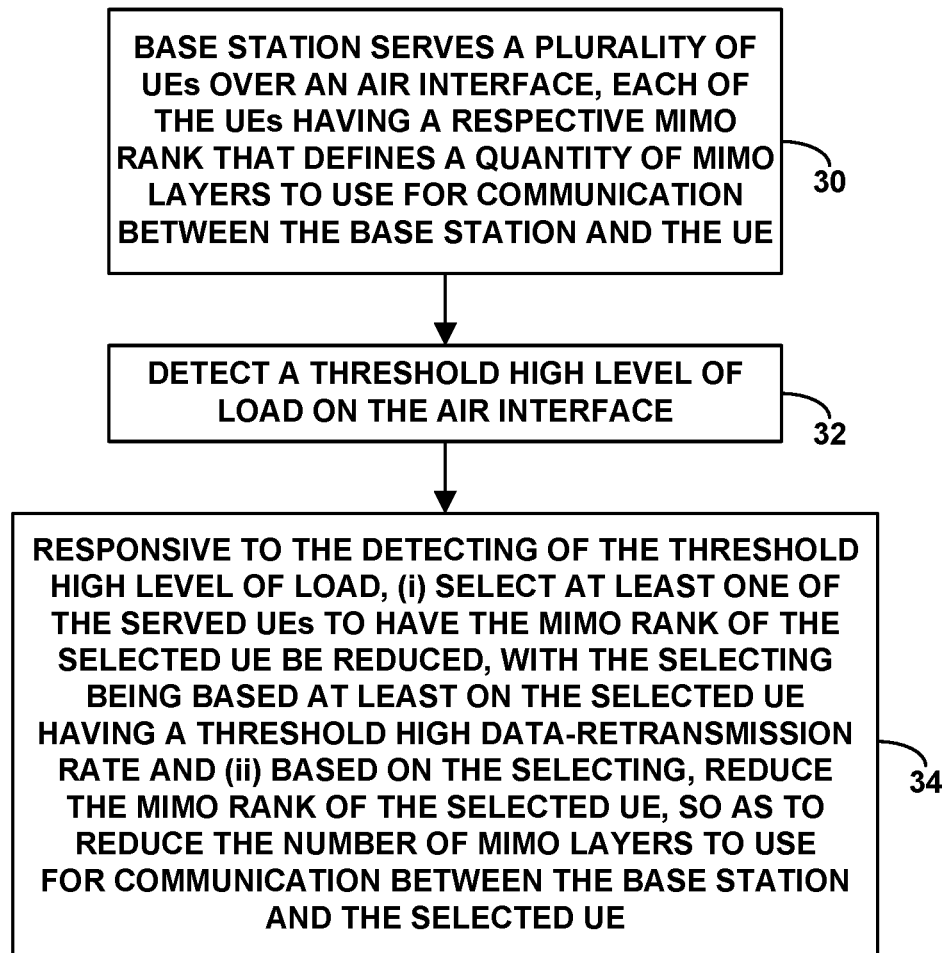 BASE STATION SERVES A PLURALITY OF
UEs OVER AN AIR INTERFACE, EACH OF
THE UEs HAVING A RESPECTIVE MIMO
RANK THAT DEFINES A QUANTITY OF MIMO
LAYERS TO USE FOR COMMUNICATION
BETWEEN THE BASE STATION AND THE UE
30
DETECT A THRESHOLD HIGH LEVEL OF
LOAD ON THE AIR INTERFACE
32
RESPONSIVE TO THE DETECTING OF THE THRESHOLD
HIGH LEVEL OF LOAD, (i) SELECT AT LEAST ONE OF
THE SERVED UEs TO HAVE THE MIMO RANK OF THE
SELECTED UE BE REDUCED, WITH THE SELECTING
BEING BASED AT LEAST ON THE SELECTED UE
HAVING A THRESHOLD HIGH DATA-RETRANSMISSION
RATE AND (ii) BASED ON THE SELECTING, REDUCE
THE MIMO RANK OF THE SELECTED UE, SO AS TO
REDUCE THE NUMBER OF MIMO LAYERS TO USE
FOR COMMUNICATION BETWEEN THE BASE STATION
AND THE SELECTED UE
34